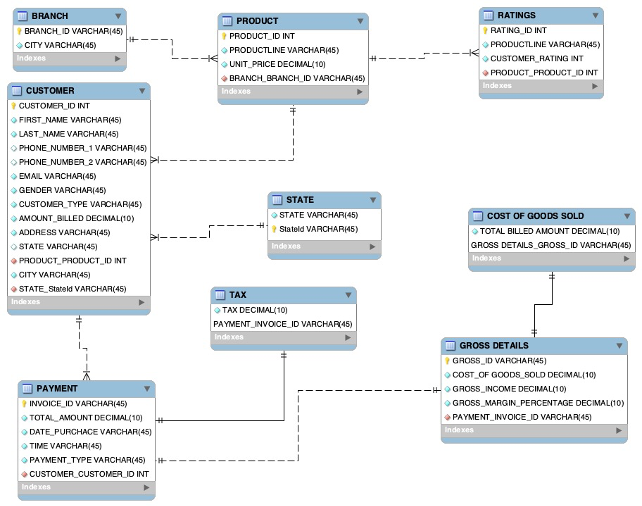 BRANCH
BRANCH_ID VARCHAR(45)
CITY VARCHAR(45)
Indexes
PRODUCT
PRODUCT_ID INT
PRODUCTLINE VARCHAR(45)
UNIT_PRICE DECIMAL(10)
BRANCH_BRANCH_ID VARCHAR(45)
Indexes
RATINGS
RATING_ID INT
PRODUCTLINE VARCHAR(45)
CUSTOMER_RATING INT
PRODUCT_PRODUCT_ID INT
Indexes
CUSTOMER
CUSTOMER_ID INT
FIRST_NAME VARCHAR(45)
LAST_NAME VARCHAR(45)
PHONE_NUMBER_1 VARCHAR(45)
PHONE_NUMBER_2 VARCHAR(45)
EMAIL VARCHAR(45)
GENDER VARCHAR(45)
CUSTOMER_TYPE VARCHAR(45)
AMOUNT_BILLED DECIMAL(10)
ADDRESS VARCHAR(45)
STATE VARCHAR(45)
PRODUCT_PRODUCT_ID INT
CITY VARCHAR(45)
STATE_StateId VARCHAR(45)
Indexes
STATE
STATE VARCHAR(45)
StateId VARCHAR(45)
Indexes
COST OF GOODS SOLD
TOTAL BILLED AMOUNT DECIMAL(10)
GROSS DETAILS_GROSS_ID VARCHAR(45)
Indexes
TAX
TAX DECIMAL(10)
PAYMENT_INVOICE_ID VARCHAR(45)
Indexes
GROSS DETAILS
GROSS_ID VARCHAR(45)
COST_OF GOODS_SOLD DECIMAL(10)
GROSS_INCOME DECIMAL(10)
GROSS_MARGIN_PERCENTAGE DECIMAL(10)
PAYMENT_INVOICE_ID VARCHAR(45)
Indexes
PAYMENT
INVOICE_ID VARCHAR(45)
TOTAL_AMOUNT DECIMAL(10)
DATE_PURCHACE VARCHAR(45)
TIME VARCHAR(45)
PAYMENT_TYPE VARCHAR(45)
CUSTOMER_CUSTOMER_ID INT
Indexes